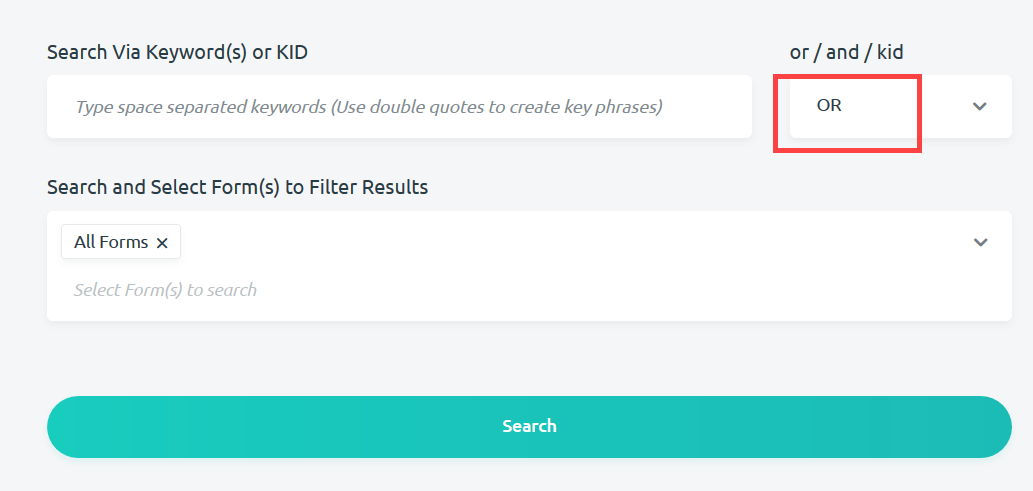 Search Via Keyword(s) or KID
or / and / kid
Type space separated keywords (Use double quotes to create key phrases)
OR
Search and Select Form(s) to Filter Results
All Forms ×
Select Form(s) to search
Search